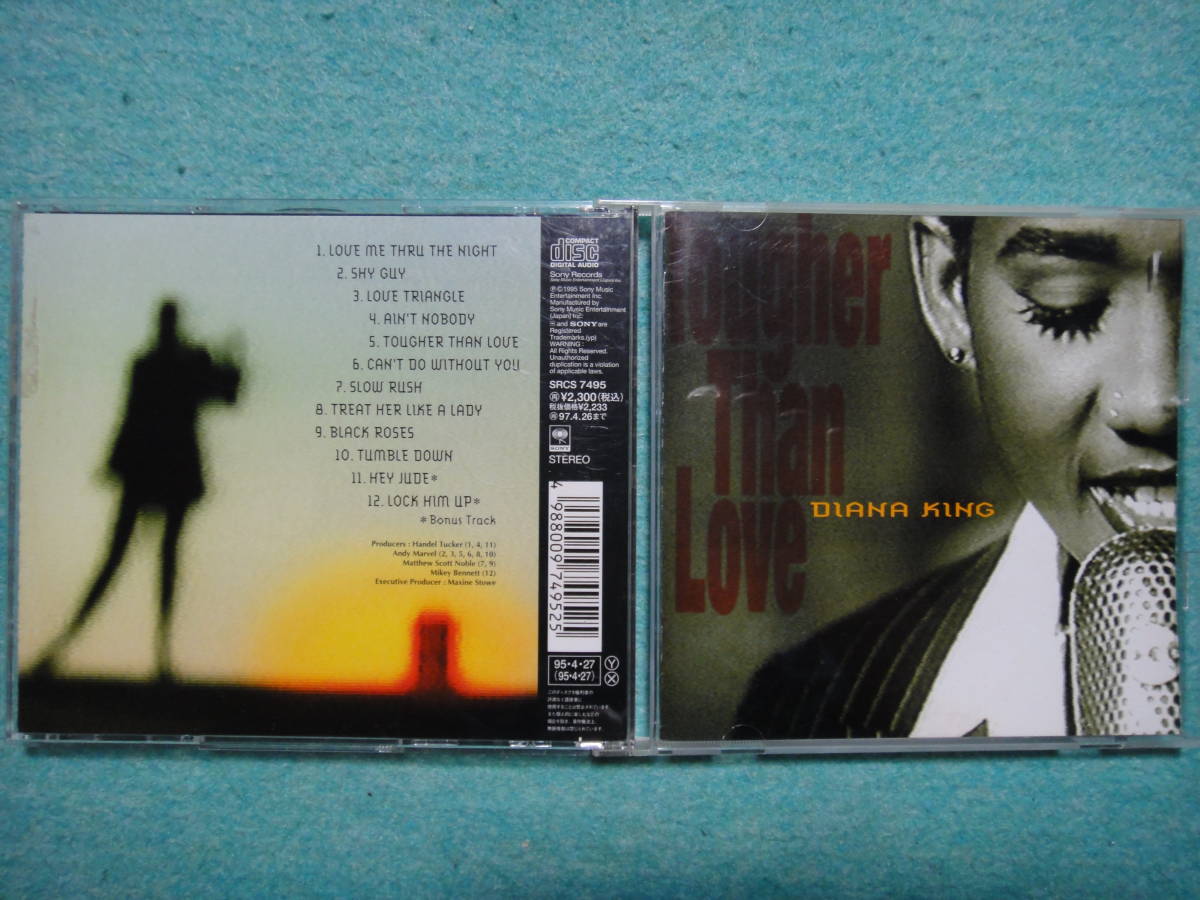 1. LOVE ME THRU THE NIGHT
2. SHY GUY
3. LOVE TRIANGLE
4. AIN'T NOBODY
5. TOUGHER THAN LOVE
6. CAN'T DO WITHOUT YOU
7. SLOW RUSH
8. TREAT HER LIKE A LADY
9. BLACK ROSES
10. TUMBLE DOWN
11. HEY JUDE*
12. LOCK HIM UP*
*Bonus Track
Producers : Handel Tucker (1, 4, 11)
Andy Marvel (2, 3, 5, 6, 8, 10)
Matthew Scott Noble (7, 9)
Mikey Bennett (12)
Executive Producer : Maxine Stowe
COMPACT
disc
DIGITAL AUDIO
Sony Records
Ⓟ©1995 Sony Music
Entertainment Inc.
Manufactured by
Sony Music Entertainment
(Japan) Inc.
and SONY are
Registered
Trademarks.(yp)
WARNING :
All Rights Reserved.
Unauthorized
duplication is a violation
of applicable laws.
SRCS 7495
¥2,300(税込)
税抜価格¥2,233
97.4.26まで
SONY
STEREO
4988009749525
95・4・27
(95・4・27)
Y
X
Tougher
Than
Love
DIANA KING